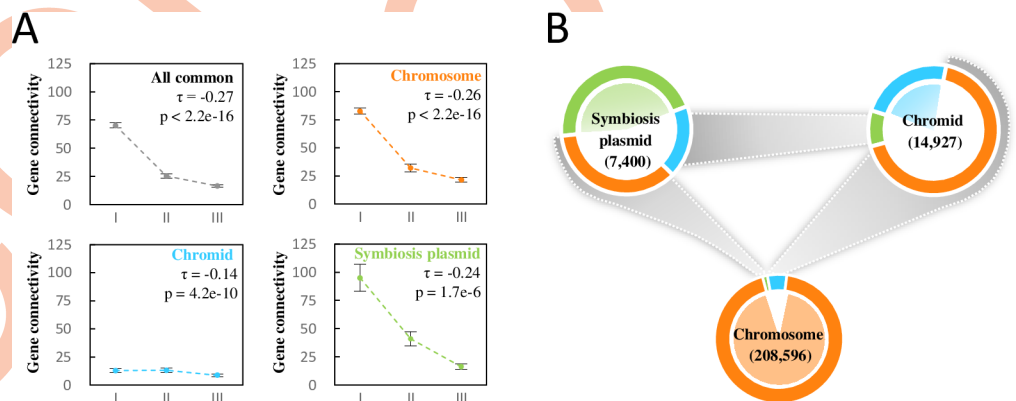 A
B
Gene connectivity
125
100
75
50
25
0
All common
τ = -0.27
p < 2.2e-16
I
II
III
Gene connectivity
125
100
75
50
25
0
Chromosome
τ = -0.26
p < 2.2e-16
I
II
III
Gene connectivity
125
100
75
50
25
0
Chromid
τ = -0.14
p = 4.2e-10
I
II
III
Gene connectivity
125
100
75
50
25
0
Symbiosis plasmid
τ = -0.24
p = 1.7e-6
I
II
III
Symbiosis
plasmid
(7,400)
Chromid
(14,927)
Chromosome
(208,596)